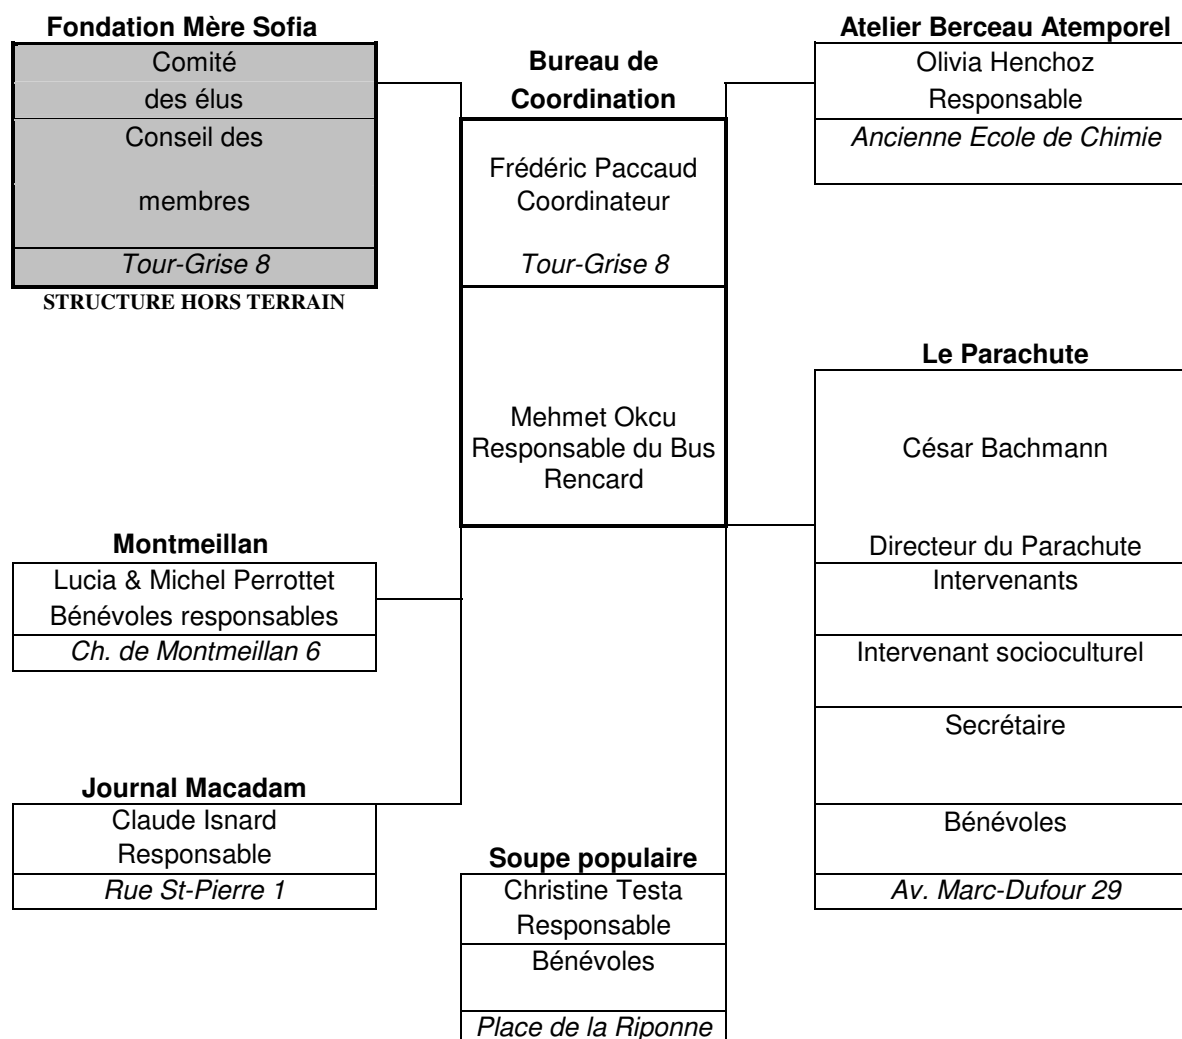 Fondation Mère Sofia
Comité
des élus
Conseil des
membres
Tour-Grise 8
STRUCTURE HORS TERRAIN
Bureau de
Coordination
Frédéric Paccaud
Coordinateur
Tour-Grise 8
Mehmet Okcu
Responsable du Bus
Rencard
Atelier Berceau Atemporel
Olivia Henchoz
Responsable
Ancienne Ecole de Chimie
Le Parachute
César Bachmann
Directeur du Parachute
Intervenants
Intervenant socioculturel
Secrétaire
Bénévoles
Av. Marc-Dufour 29
Montmeillan
Lucia & Michel Perrottet
Bénévoles responsables
Ch. de Montmeillan 6
Journal Macadam
Claude Isnard
Responsable
Rue St-Pierre 1
Soupe populaire
Christine Testa
Responsable
Bénévoles
Place de la Riponne